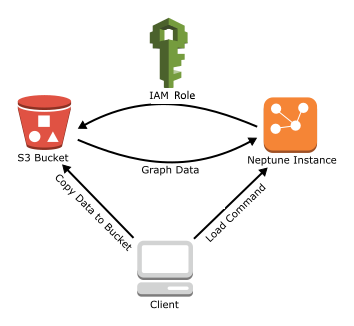 IAM Role
S3 Bucket
Neptune Instance
Graph Data
Copy Data to Bucket
Load Command
Client